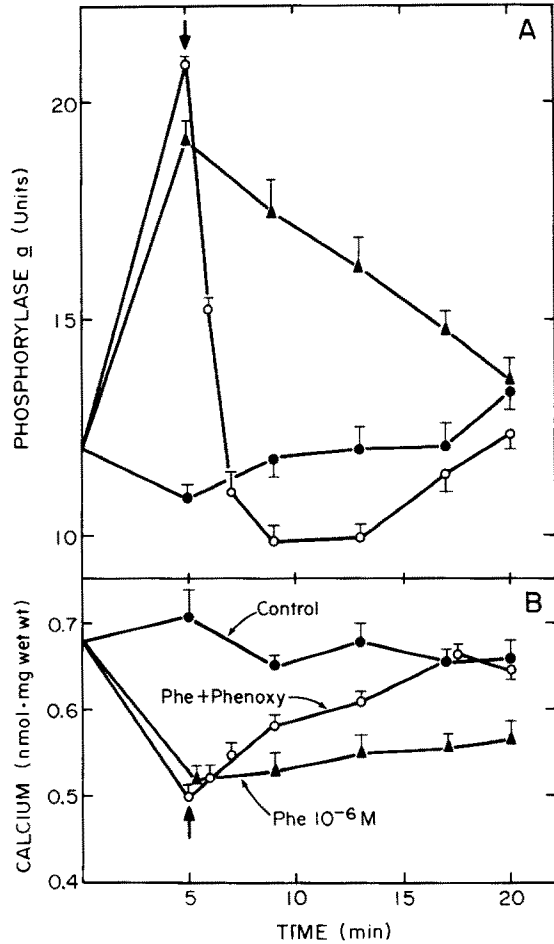 A
20
15
10
PHOSPHORYLASE a (Units)
B
0.7
0.6
0.5
0.4
CALCIUM (nmol·mg wet wt)
Control
Phe+Phenoxy
Phe 10⁻⁶ M
0 5 10 15 20
TIME (min)